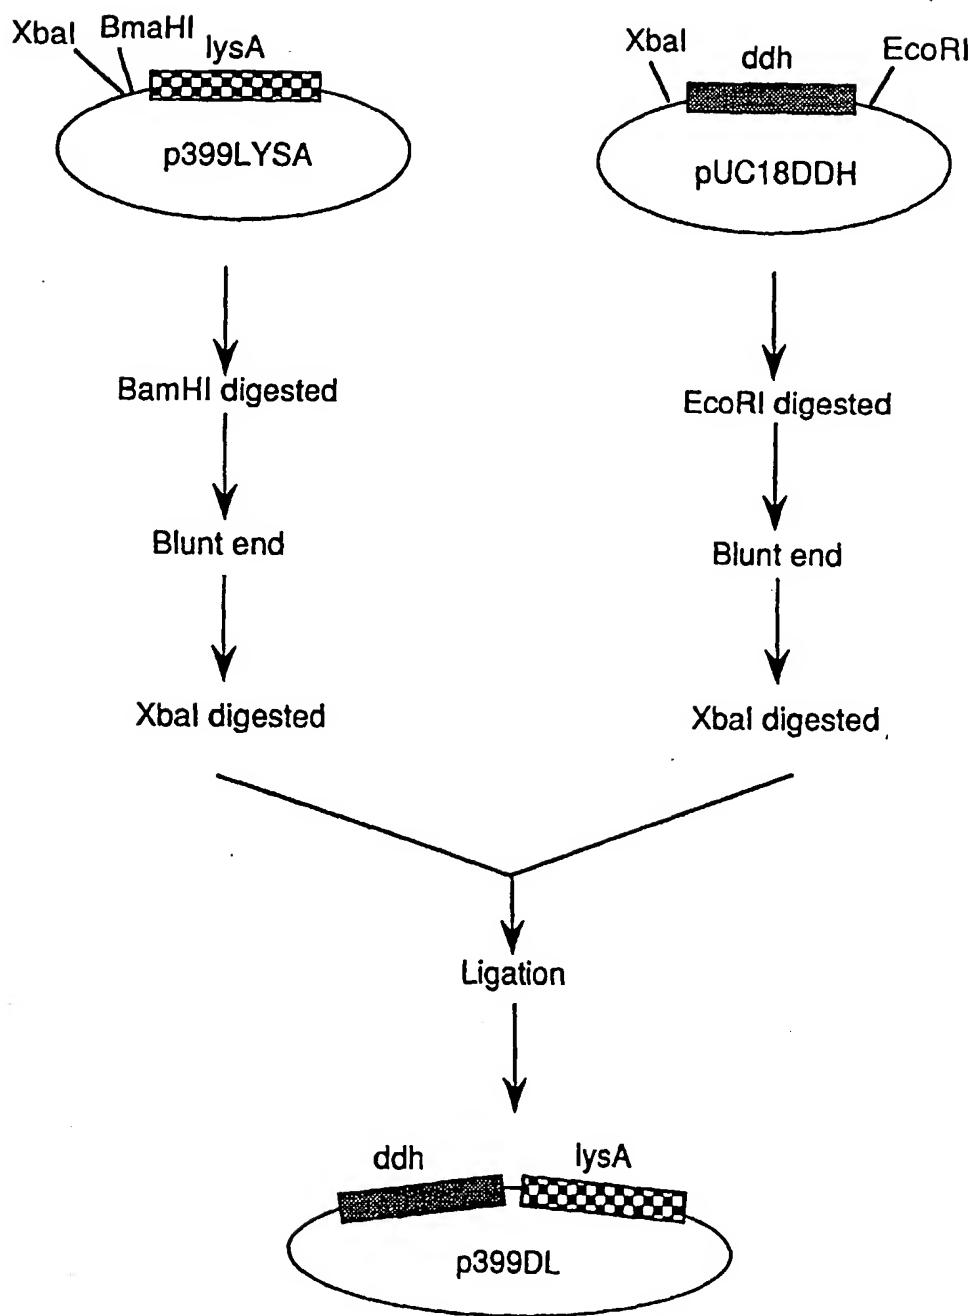 XbaI BmaHI
lysA
p399LYSA
XbaI
ddh
EcoRI
pUC18DDH
BamHI digested
EcoRI digested
Blunt end
Blunt end
XbaI digested
XbaI digested
Ligation
ddh
lysA
p399DL